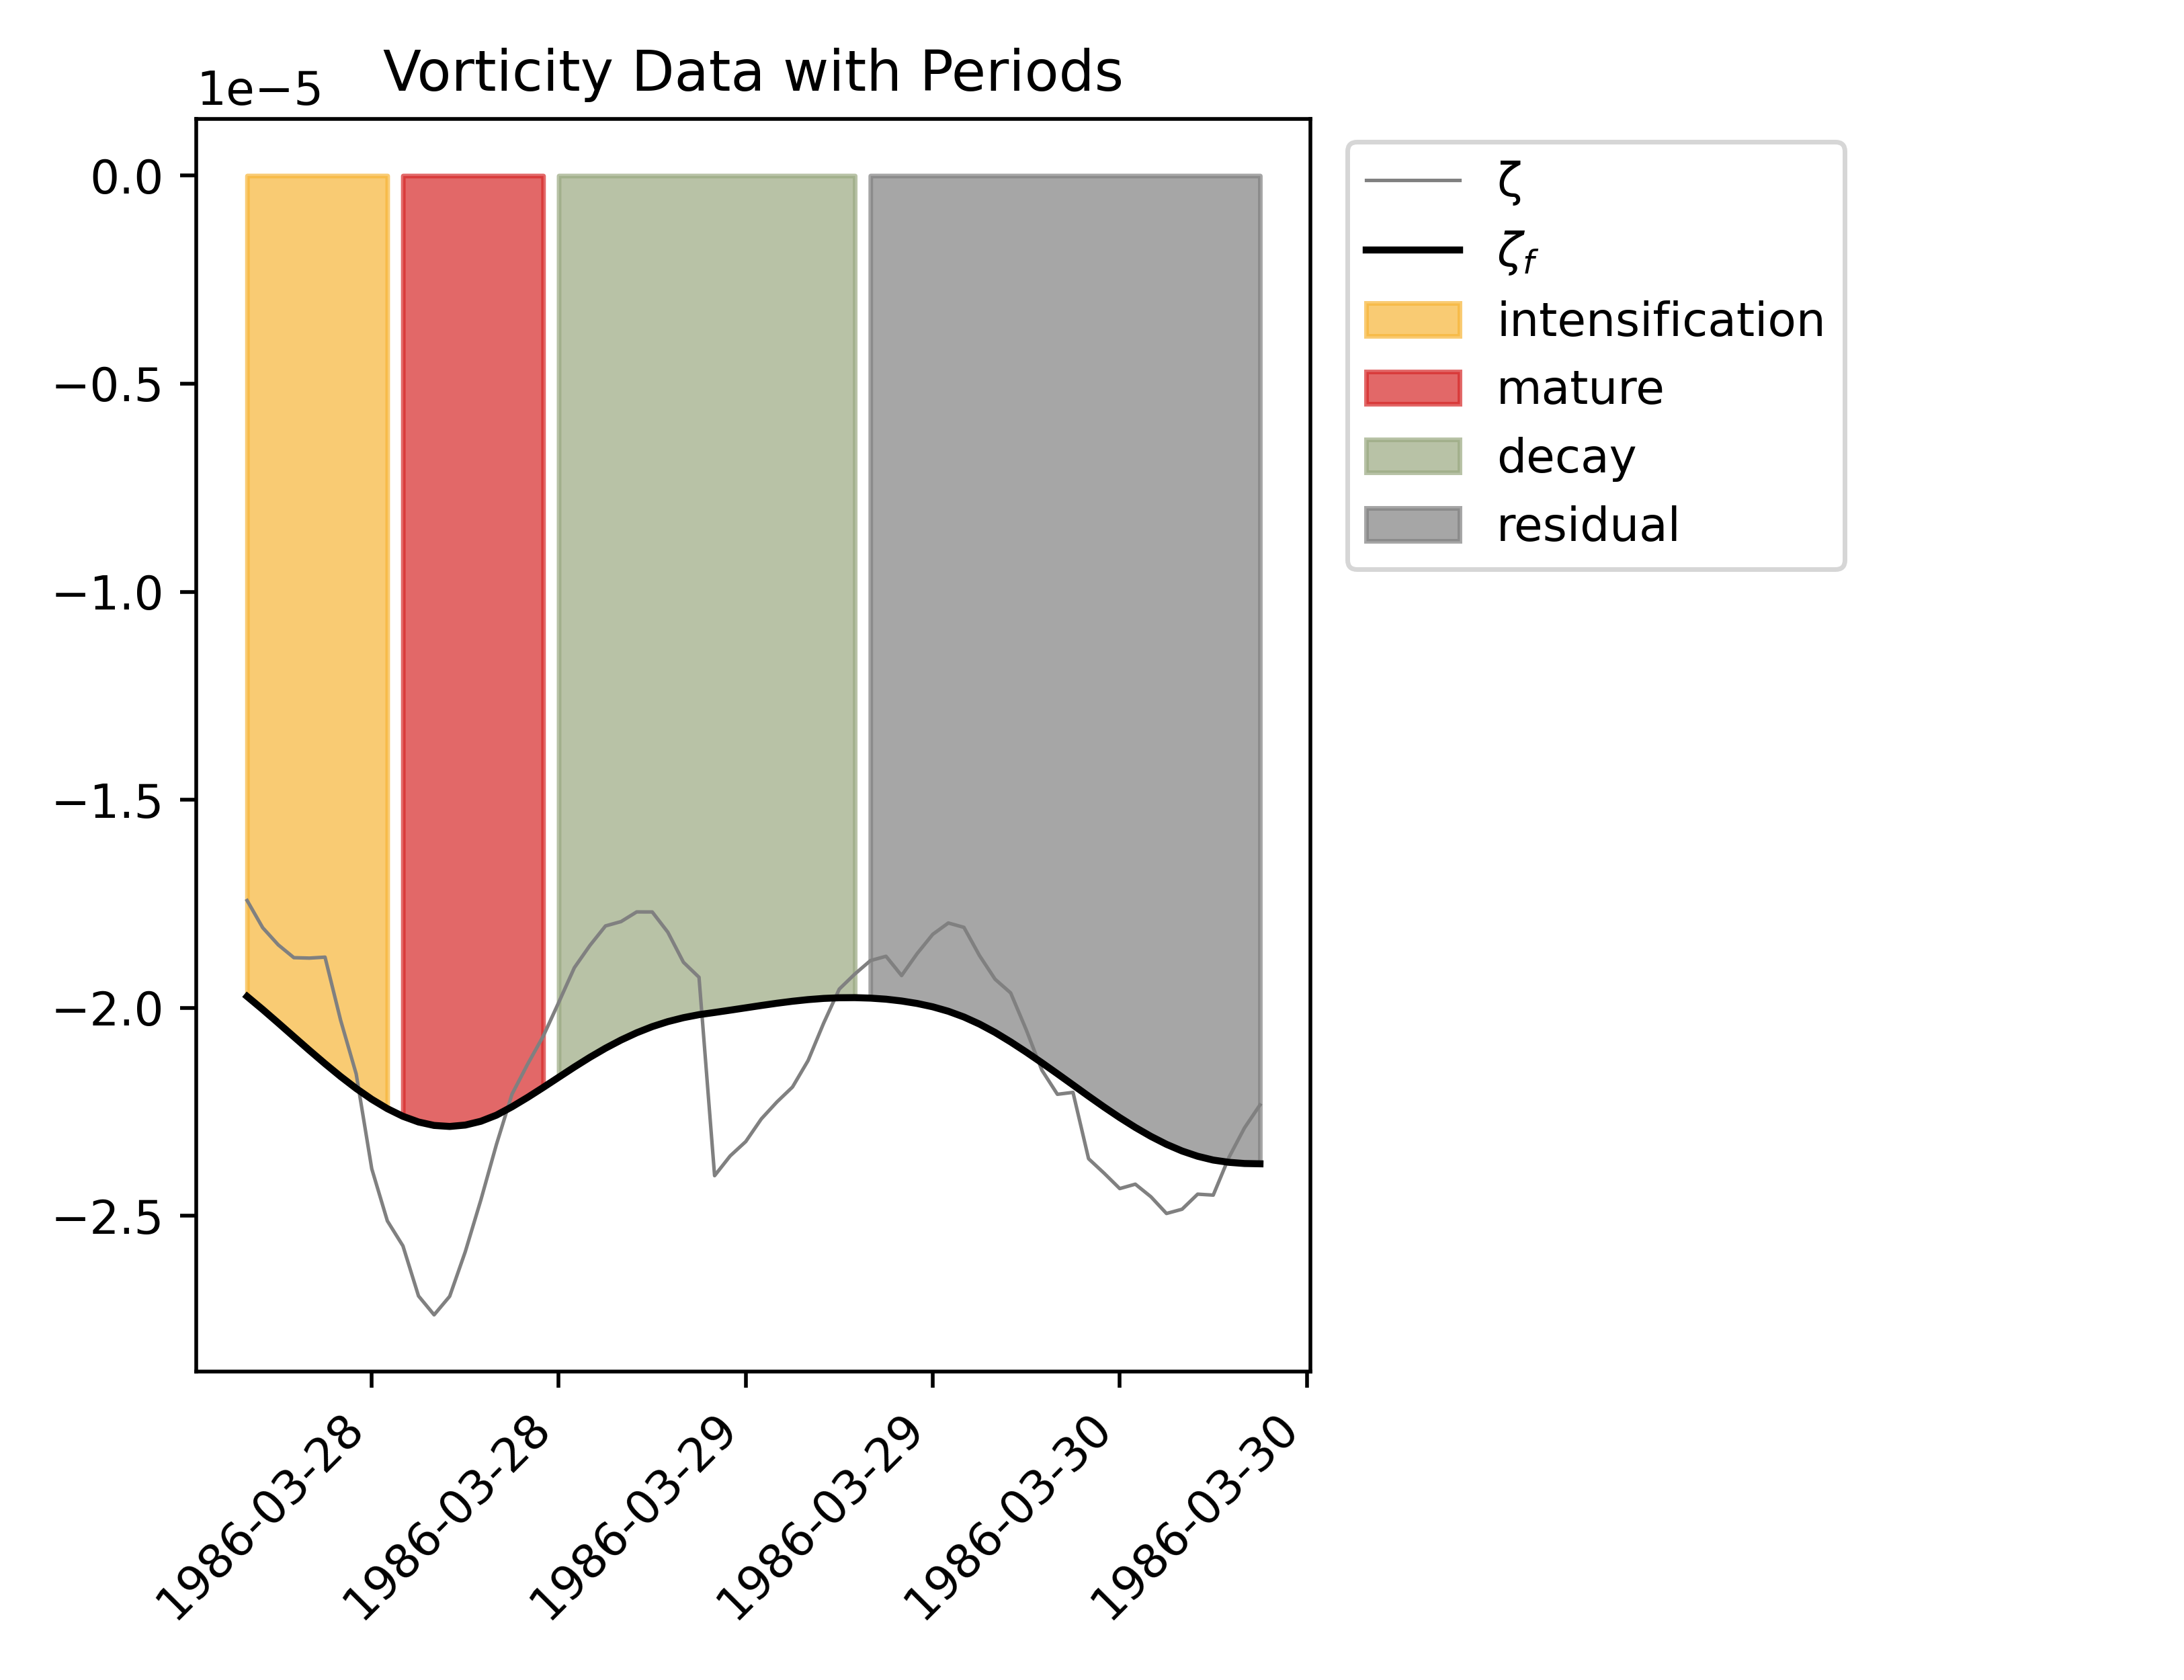 Vorticity Data with Periods
1e−5
0.0
−0.5
−1.0
−1.5
−2.0
−2.5
1986-03-28
1986-03-28
1986-03-29
1986-03-29
1986-03-30
1986-03-30
ζ
ζf
intensification
mature
decay
residual